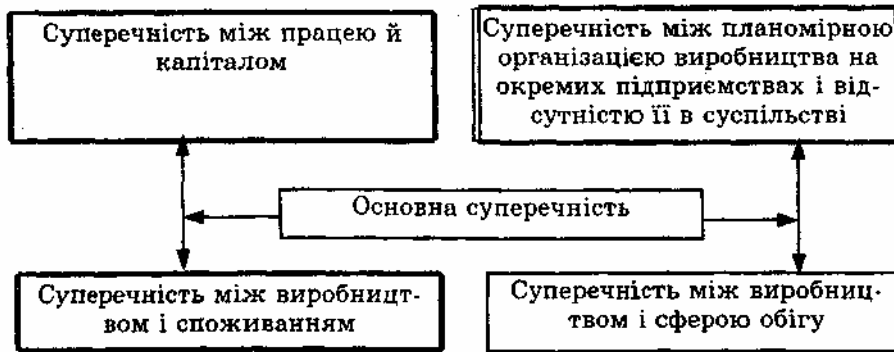 Суперечність між працею й
капіталом
Суперечність між планомірною
організацією виробництва на
окремих підприємствах і від-
сутністю її в суспільстві
Основна суперечність
Суперечність між виробницт-
вом і споживанням
Суперечність між виробниц-
твом і сферою обігу